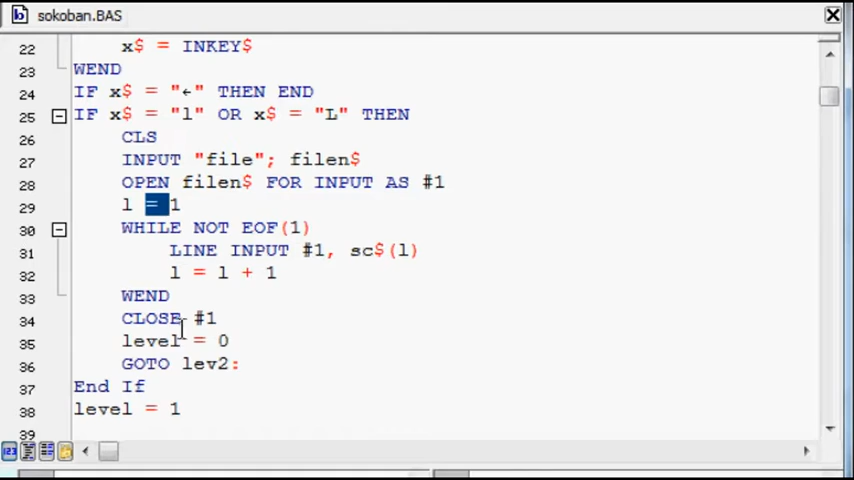 sokoban.BAS
22 x$ = INKEY$
23 WEND
24 IF x$ = "←" THEN END
25 IF x$ = "l" OR x$ = "L" THEN
26 CLS
27 INPUT "file"; filen$
28 OPEN filen$ FOR INPUT AS #1
29 l = 1
30 WHILE NOT EOF(1)
31 LINE INPUT #1, sc$(l)
32 l = l + 1
33 WEND
34 CLOSE #1
35 level = 0
36 GOTO lev2:
37 End If
38 level = 1
39
123